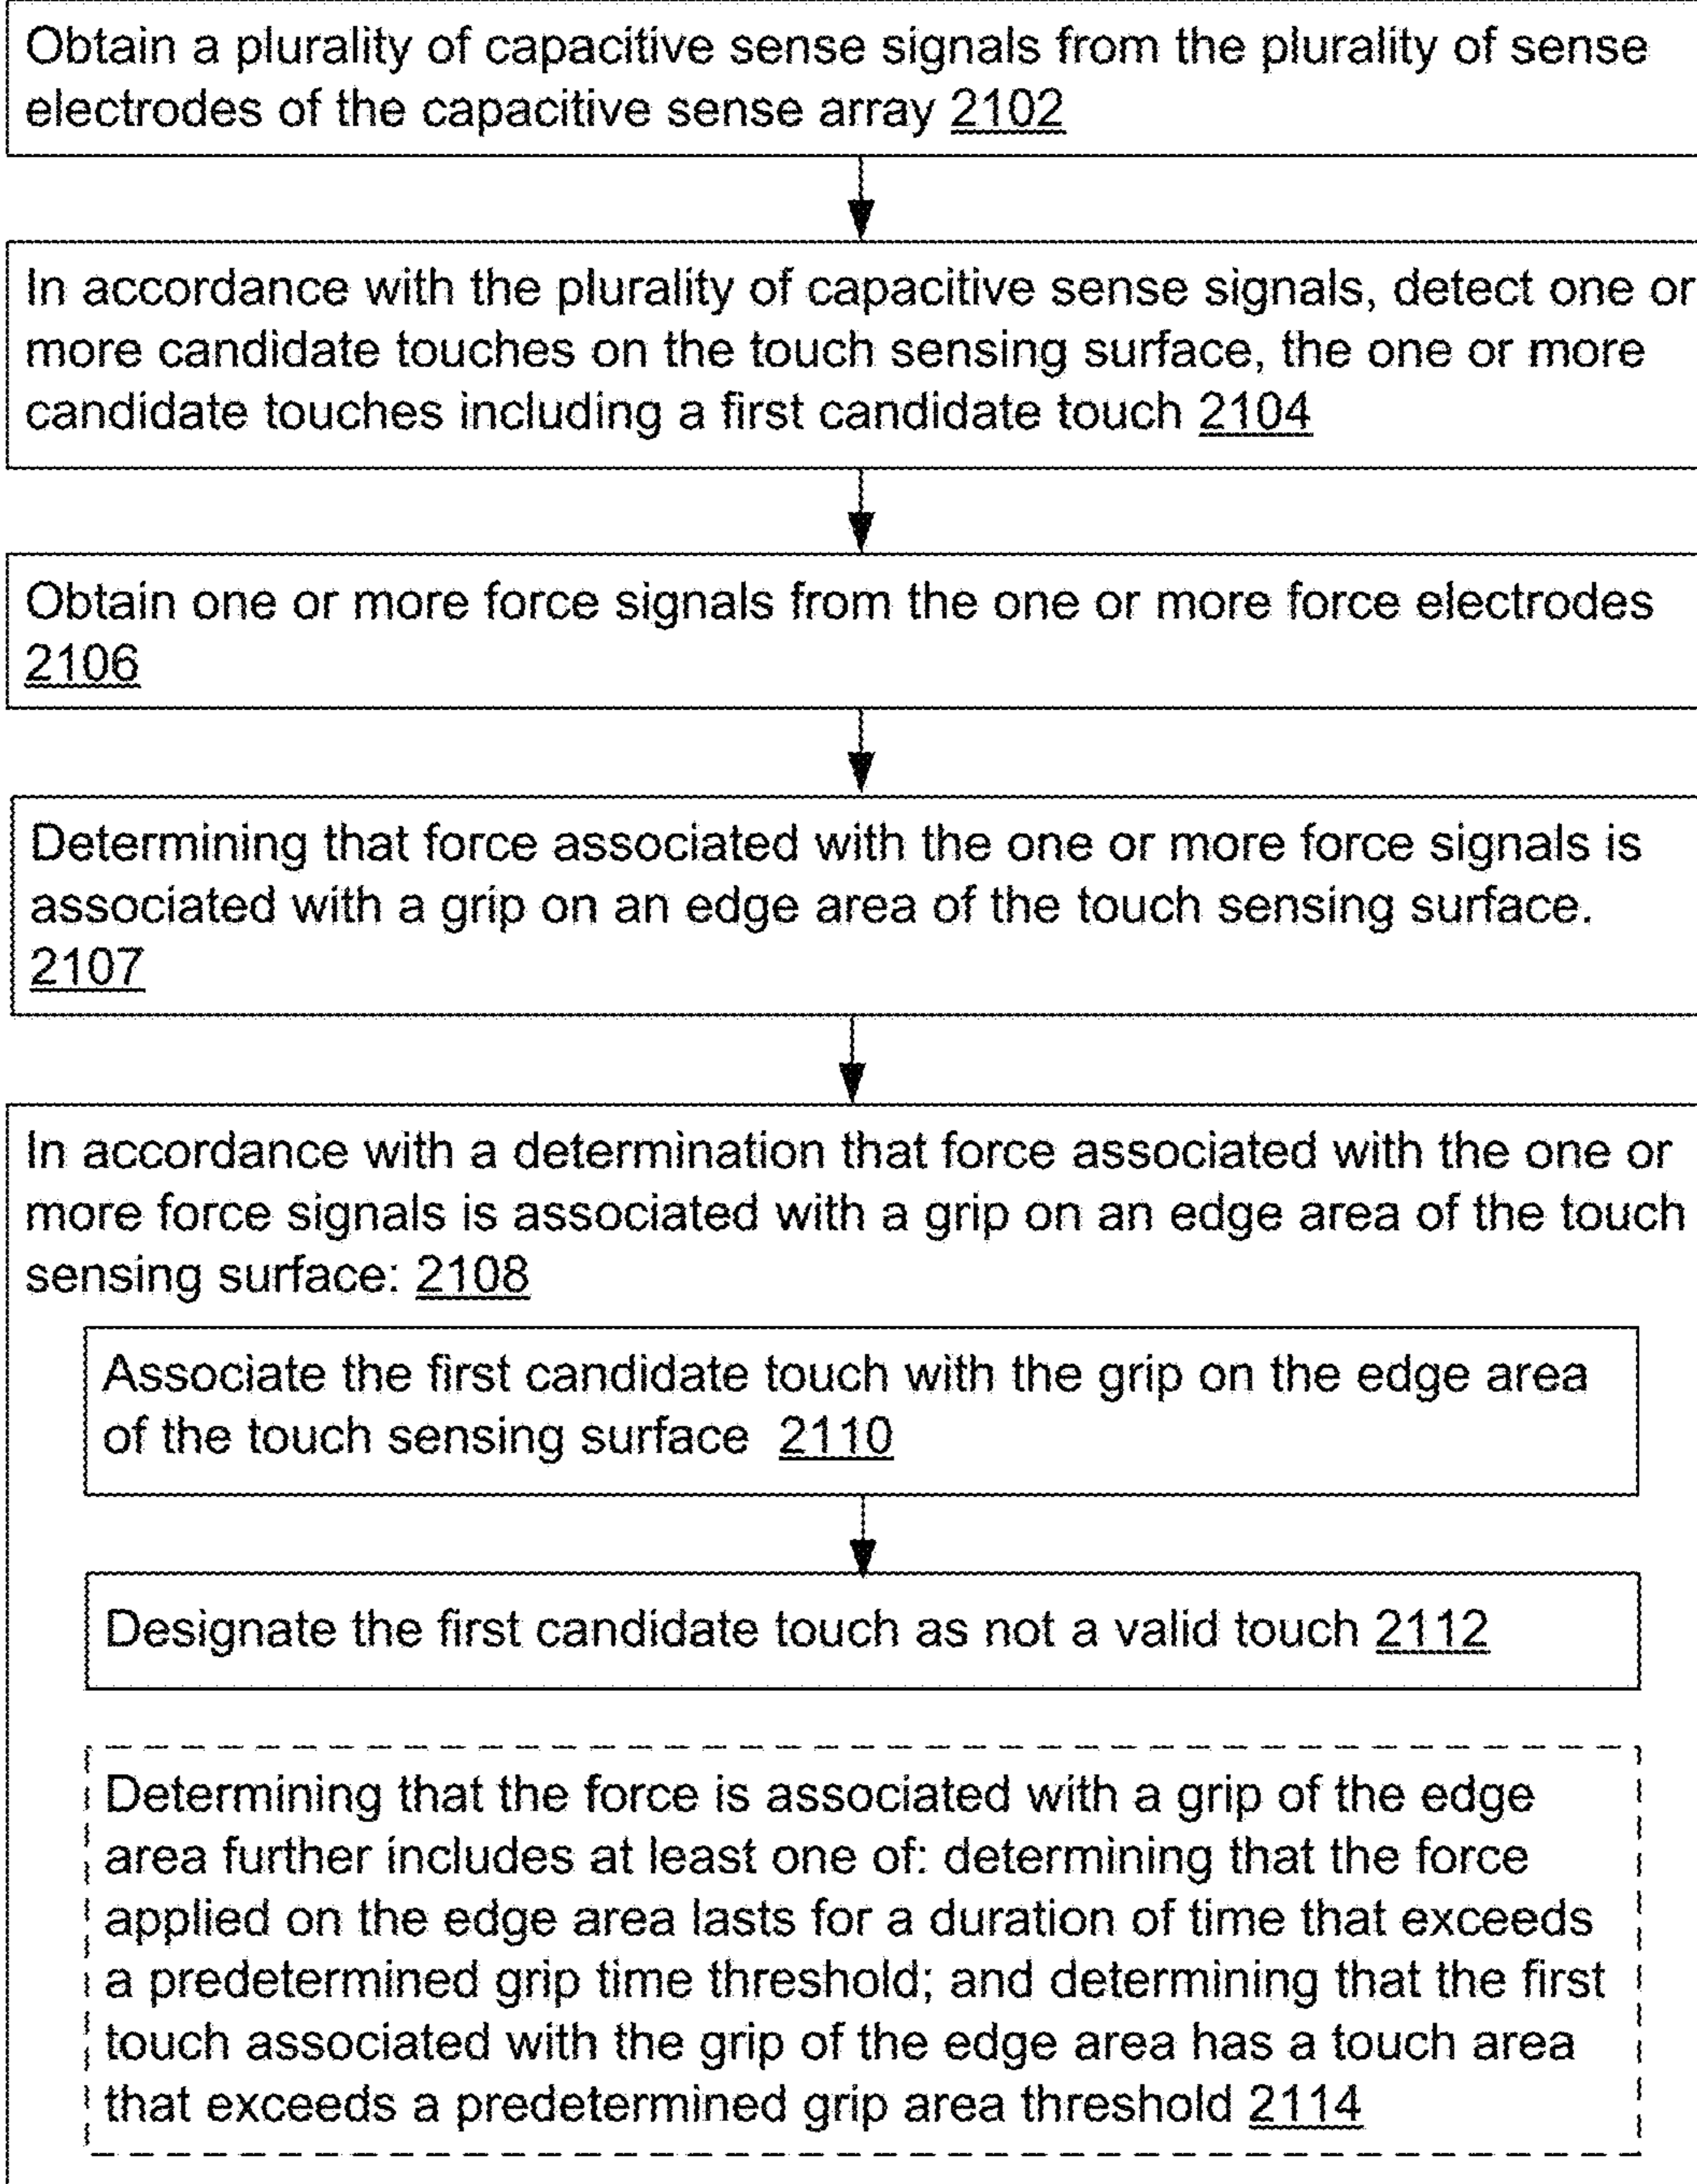 Obtain a plurality of capacitive sense signals from the plurality of sense
electrodes of the capacitive sense array 2102
In accordance with the plurality of capacitive sense signals, detect one or
more candidate touches on the touch sensing surface, the one or more
candidate touches including a first candidate touch 2104
Obtain one or more force signals from the one or more force electrodes
2106
Determining that force associated with the one or more force signals is
associated with a grip on an edge area of the touch sensing surface.
2107
In accordance with a determination that force associated with the one or
more force signals is associated with a grip on an edge area of the touch
sensing surface: 2108
Associate the first candidate touch with the grip on the edge area
of the touch sensing surface 2110
Designate the first candidate touch as not a valid touch 2112
Determining that the force is associated with a grip of the edge
area further includes at least one of: determining that the force
applied on the edge area lasts for a duration of time that exceeds
a predetermined grip time threshold; and determining that the first
touch associated with the grip of the edge area has a touch area
that exceeds a predetermined grip area threshold 2114